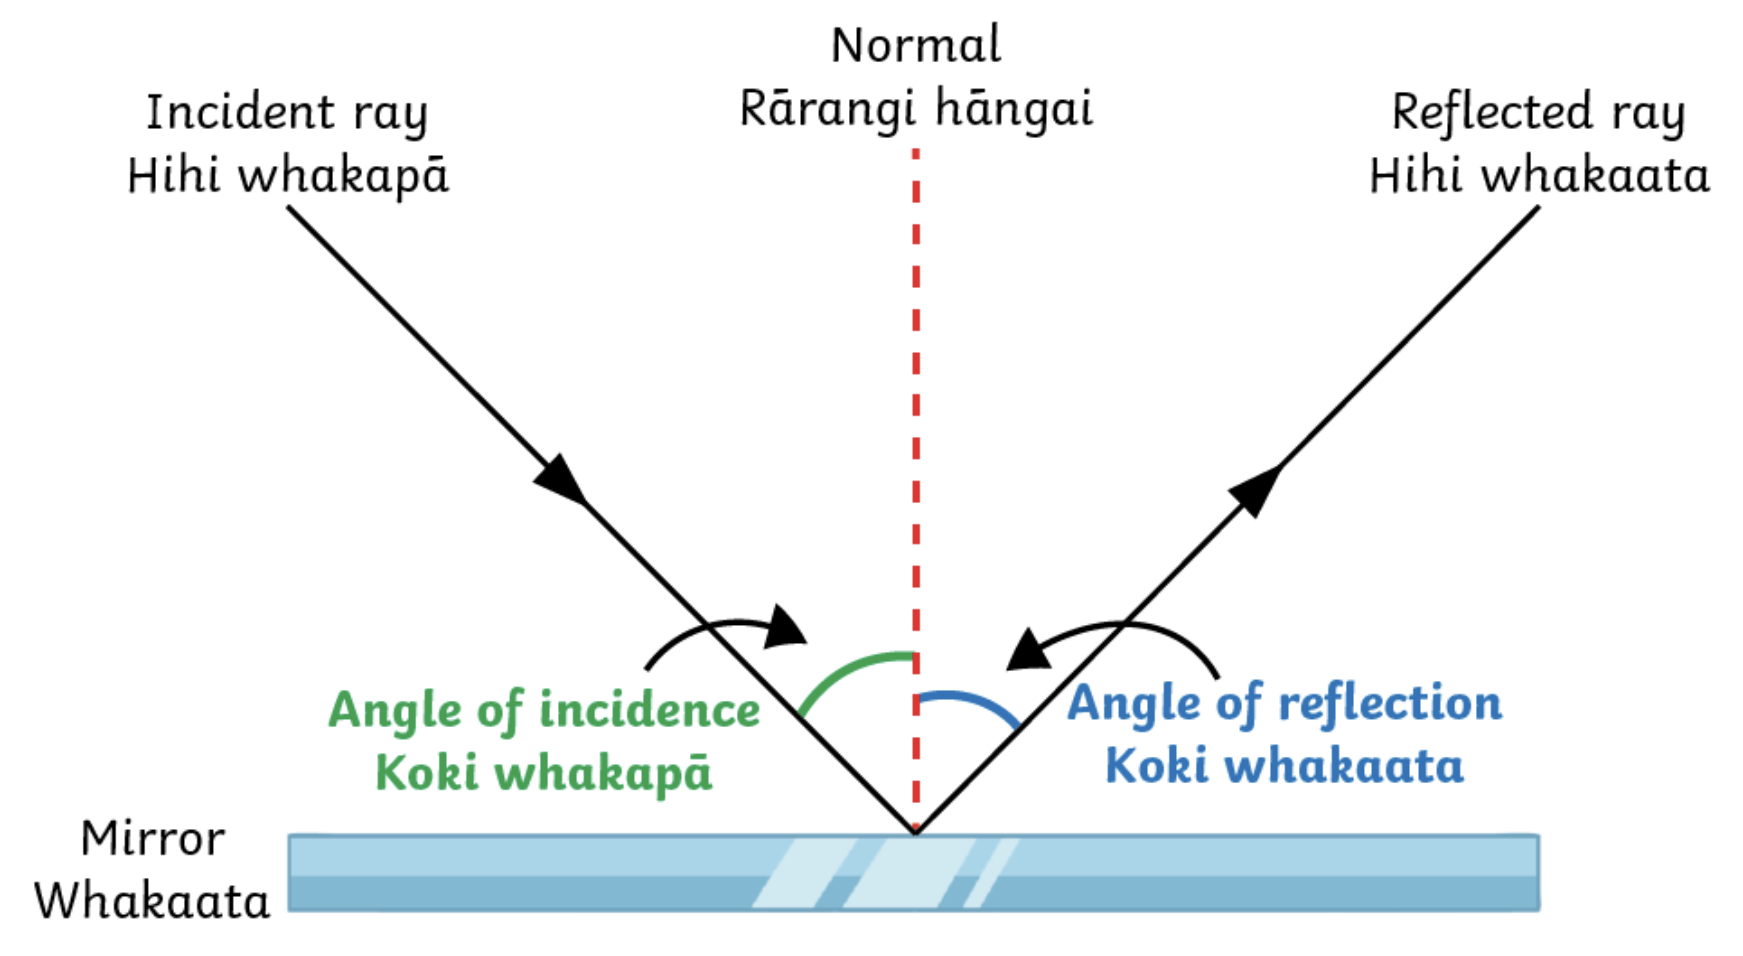 Normal
Rārangi hāngai
Incident ray
Hihi whakapā
Reflected ray
Hihi whakaata
Angle of incidence
Koki whakapā
Angle of reflection
Koki whakaata
Mirror
Whakaata